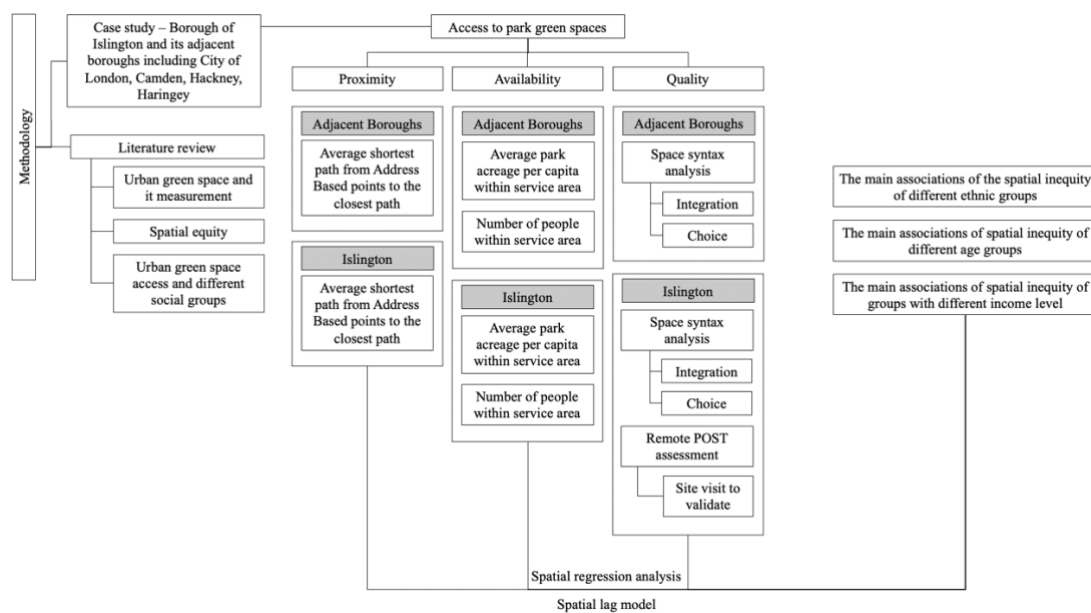 Methodology
Case study – Borough of
Islington and its adjacent
boroughs including City of
London, Camden, Hackney,
Haringey
Literature review
Urban green space and
it measurement
Spatial equity
Urban green space
access and different
social groups
Access to park green spaces
Proximity
Adjacent Boroughs
Average shortest
path from Address
Based points to the
closest path
Islington
Average shortest
path from Address
Based points to the
closest path
Availability
Adjacent Boroughs
Average park
acreage per capita
within service area
Number of people
within service area
Islington
Average park
acreage per capita
within service area
Number of people
within service area
Quality
Adjacent Boroughs
Space syntax
analysis
Integration
Choice
Islington
Space syntax
analysis
Integration
Choice
Remote POST
assessment
Site visit to
validate
The main associations of the spatial inequity
of different ethnic groups
The main associations of spatial inequity of
different age groups
The main associations of spatial inequity of
groups with different income level
Spatial regression analysis
Spatial lag model